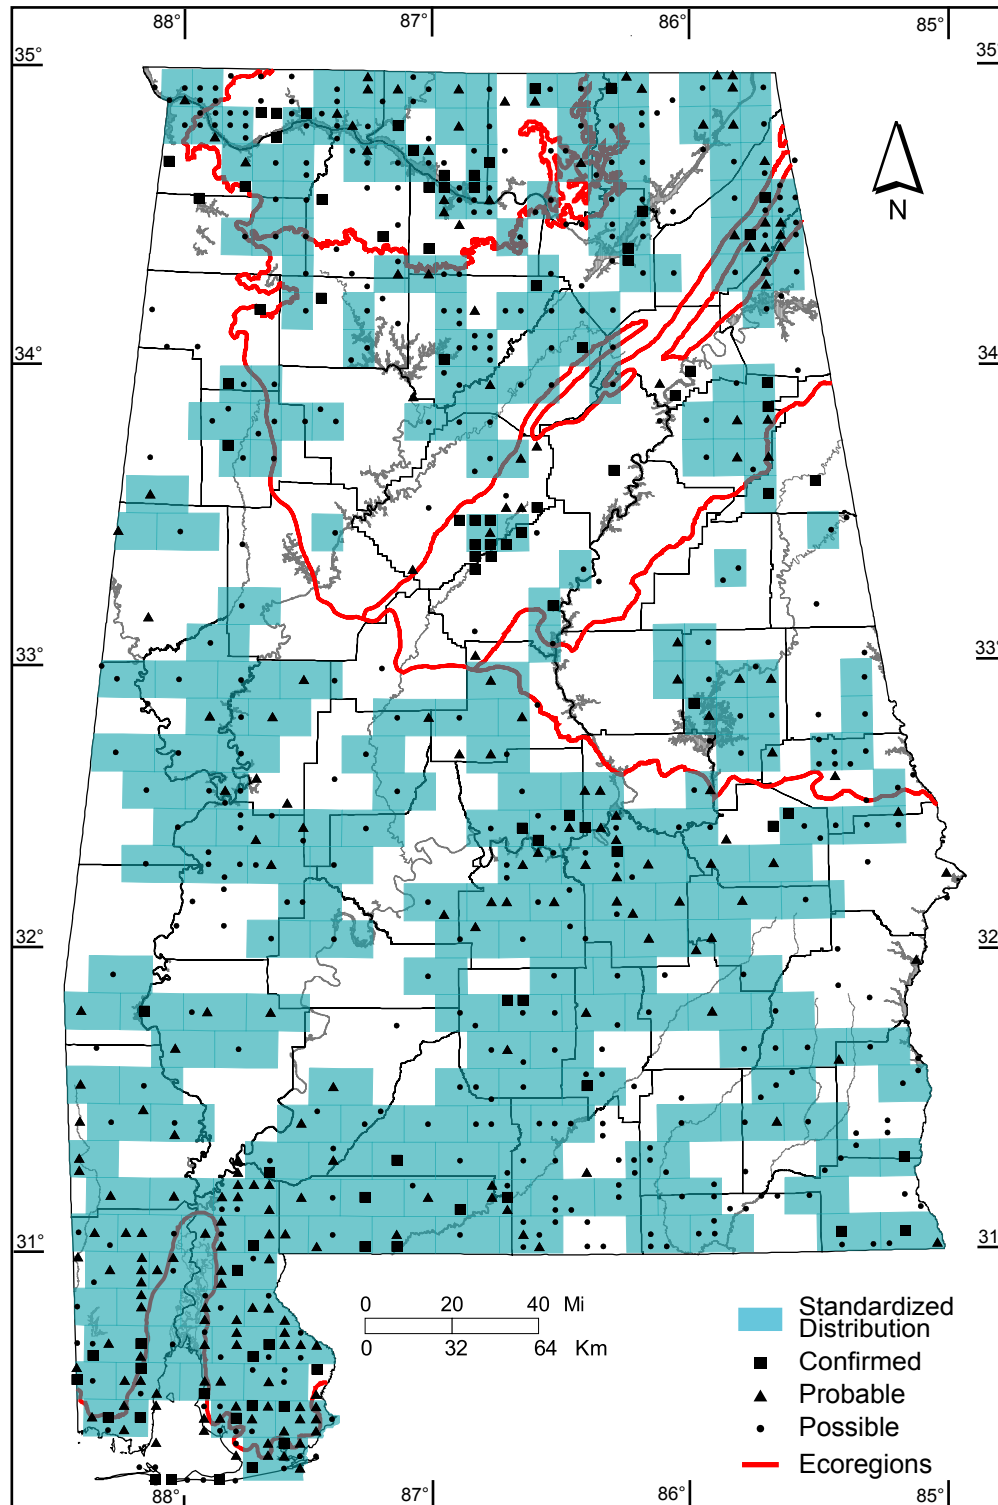 88° 87° 86° 85°
35° 35°
N
34° 34°
33° 33°
32° 32°
31° 31°
0 20 40 Mi
0 32 64 Km
Standardized
Distribution
Confirmed
Probable
Possible
Ecoregions
88° 87° 86° 85°